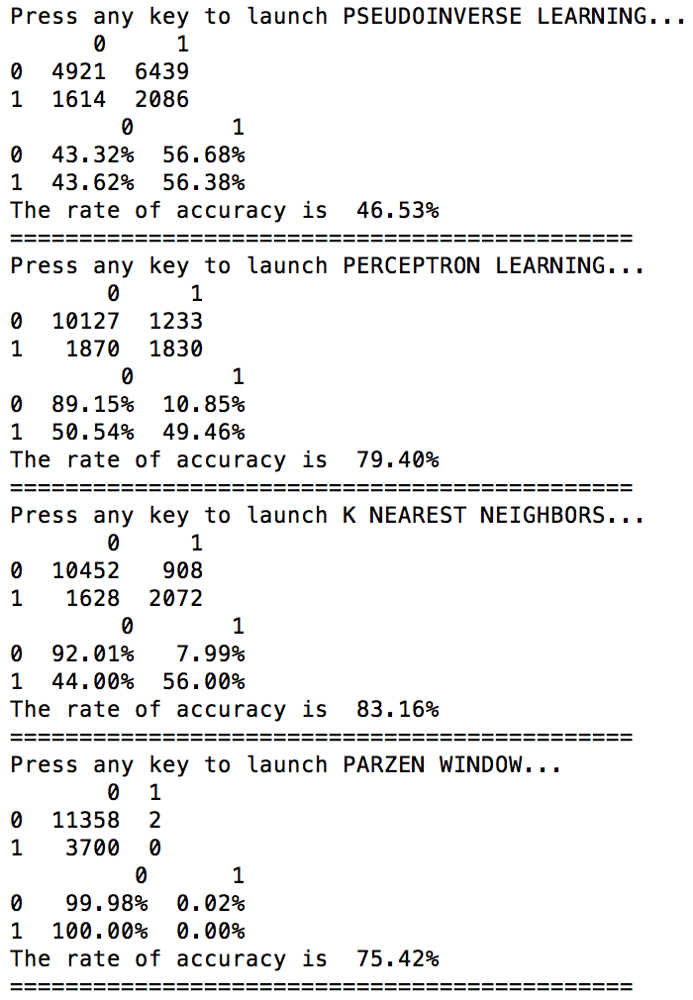 Press any key to launch PSEUDOINVERSE LEARNING...
      0     1
0  4921  6439
1  1614  2086
        0       1
0  43.32%  56.68%
1  43.62%  56.38%
The rate of accuracy is  46.53%
=============================================
Press any key to launch PERCEPTRON LEARNING...
       0     1
0  10127  1233
1   1870  1830
        0       1
0  89.15%  10.85%
1  50.54%  49.46%
The rate of accuracy is  79.40%
=============================================
Press any key to launch K NEAREST NEIGHBORS...
       0     1
0  10452   908
1   1628  2072
        0       1
0  92.01%   7.99%
1  44.00%  56.00%
The rate of accuracy is  83.16%
=============================================
Press any key to launch PARZEN WINDOW...
       0  1
0  11358  2
1   3700  0
         0      1
0   99.98%  0.02%
1  100.00%  0.00%
The rate of accuracy is  75.42%
=============================================